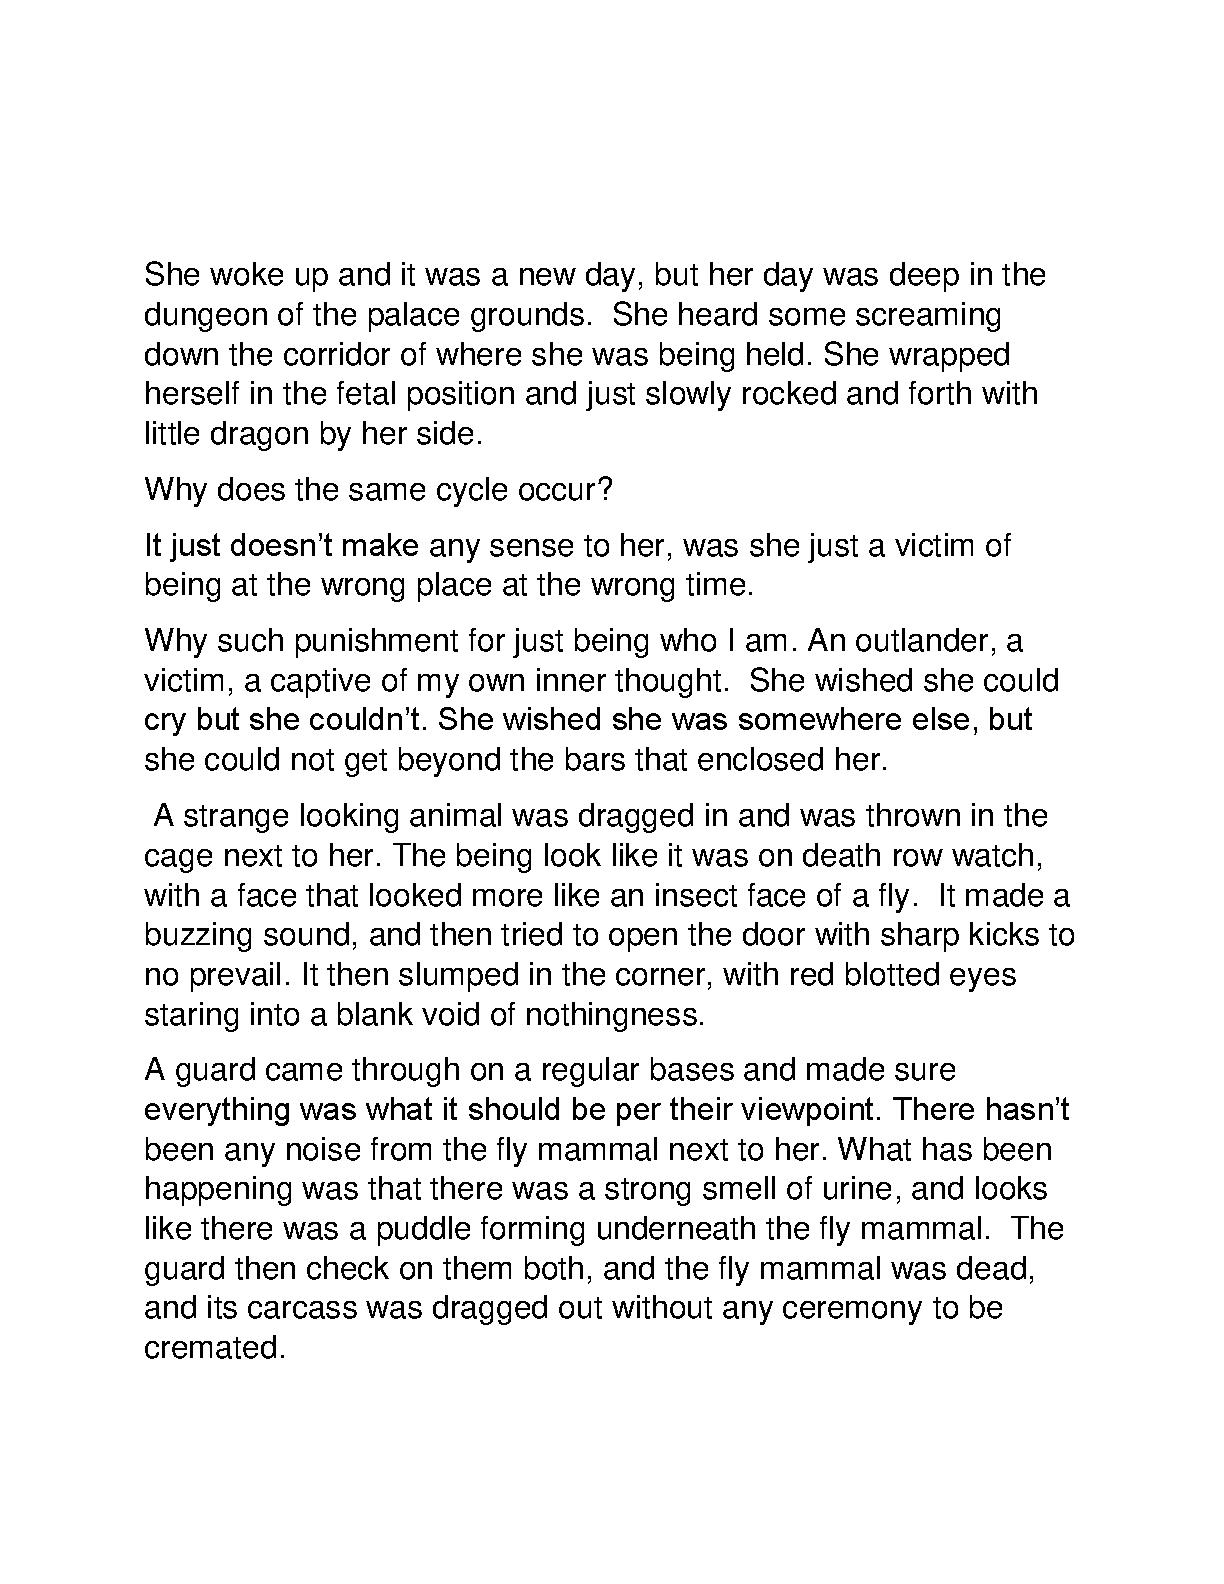 She woke up and it was a new day, but her day was deep in the
dungeon of the palace grounds.  She heard some screaming
down the corridor of where she was being held. She wrapped
herself in the fetal position and just slowly rocked and forth with
little dragon by her side.
Why does the same cycle occur?
It just doesn’t make any sense to her, was she just a victim of
being at the wrong place at the wrong time.
Why such punishment for just being who I am. An outlander, a
victim, a captive of my own inner thought.  She wished she could
cry but she couldn’t. She wished she was somewhere else, but
she could not get beyond the bars that enclosed her.
A strange looking animal was dragged in and was thrown in the
cage next to her. The being look like it was on death row watch,
with a face that looked more like an insect face of a fly.  It made a
buzzing sound, and then tried to open the door with sharp kicks to
no prevail. It then slumped in the corner, with red blotted eyes
staring into a blank void of nothingness.
A guard came through on a regular bases and made sure
everything was what it should be per their viewpoint. There hasn’t
been any noise from the fly mammal next to her. What has been
happening was that there was a strong smell of urine, and looks
like there was a puddle forming underneath the fly mammal.  The
guard then check on them both, and the fly mammal was dead,
and its carcass was dragged out without any ceremony to be
cremated.